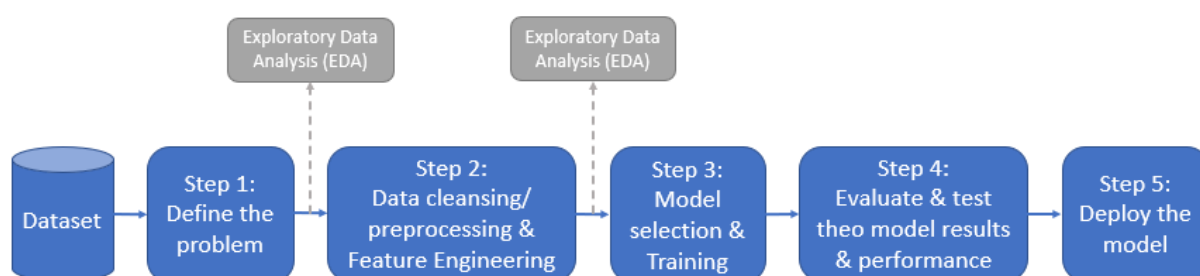 Exploratory Data
Analysis (EDA)
Exploratory Data
Analysis (EDA)
Dataset
Step 1:
Define the
problem
Step 2:
Data cleansing/
preprocessing &
Feature Engineering
Step 3:
Model
selection &
Training
Step 4:
Evaluate & test
theo model results
& performance
Step 5:
Deploy the
model